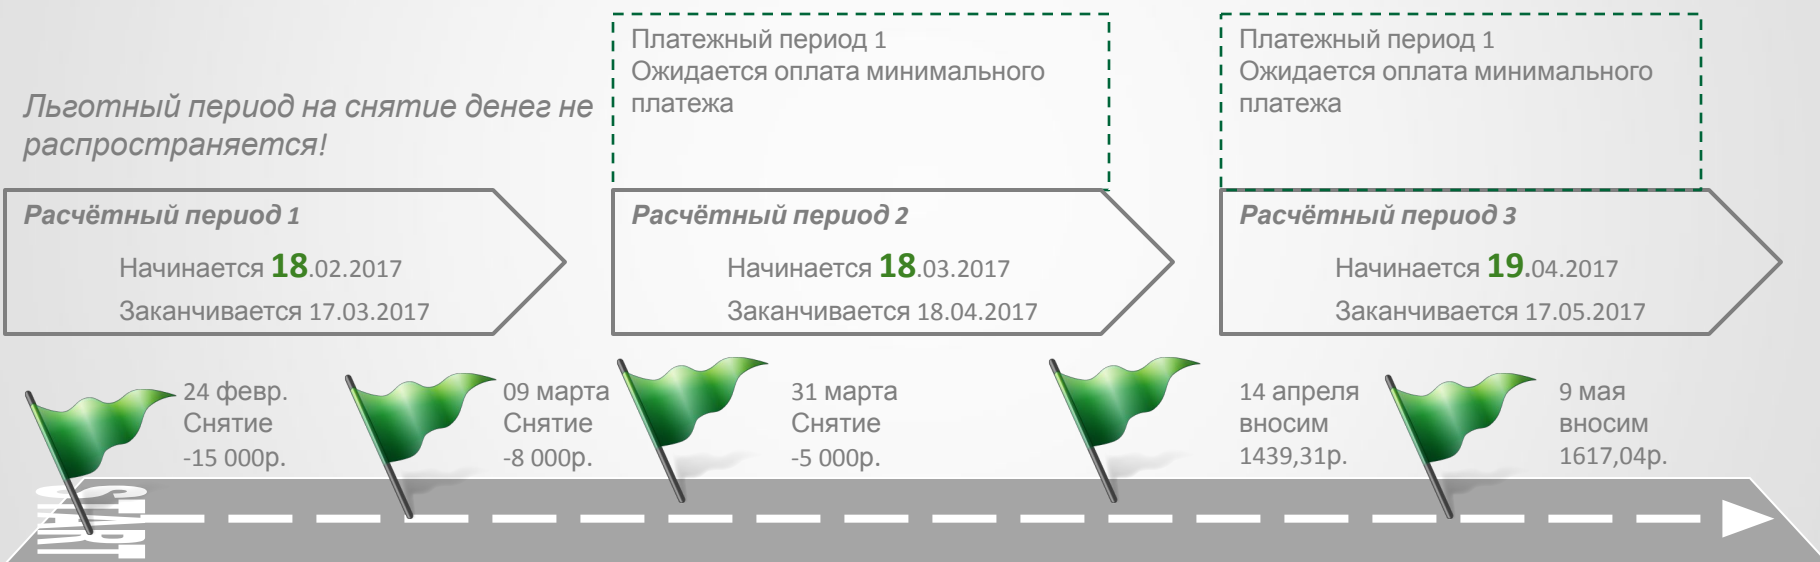 Льготный период на снятие денег не
распространяется!
Платежный период 1
Ожидается оплата минимального
платежа
Платежный период 1
Ожидается оплата минимального
платежа
Расчётный период 1
Начинается 18.02.2017
Заканчивается 17.03.2017
Расчётный период 2
Начинается 18.03.2017
Заканчивается 18.04.2017
Расчётный период 3
Начинается 19.04.2017
Заканчивается 17.05.2017
24 февр.
Снятие
-15 000р.
09 марта
Снятие
-8 000р.
31 марта
Снятие
-5 000р.
14 апреля
вносим
1439,31р.
9 мая
вносим
1617,04р.
START